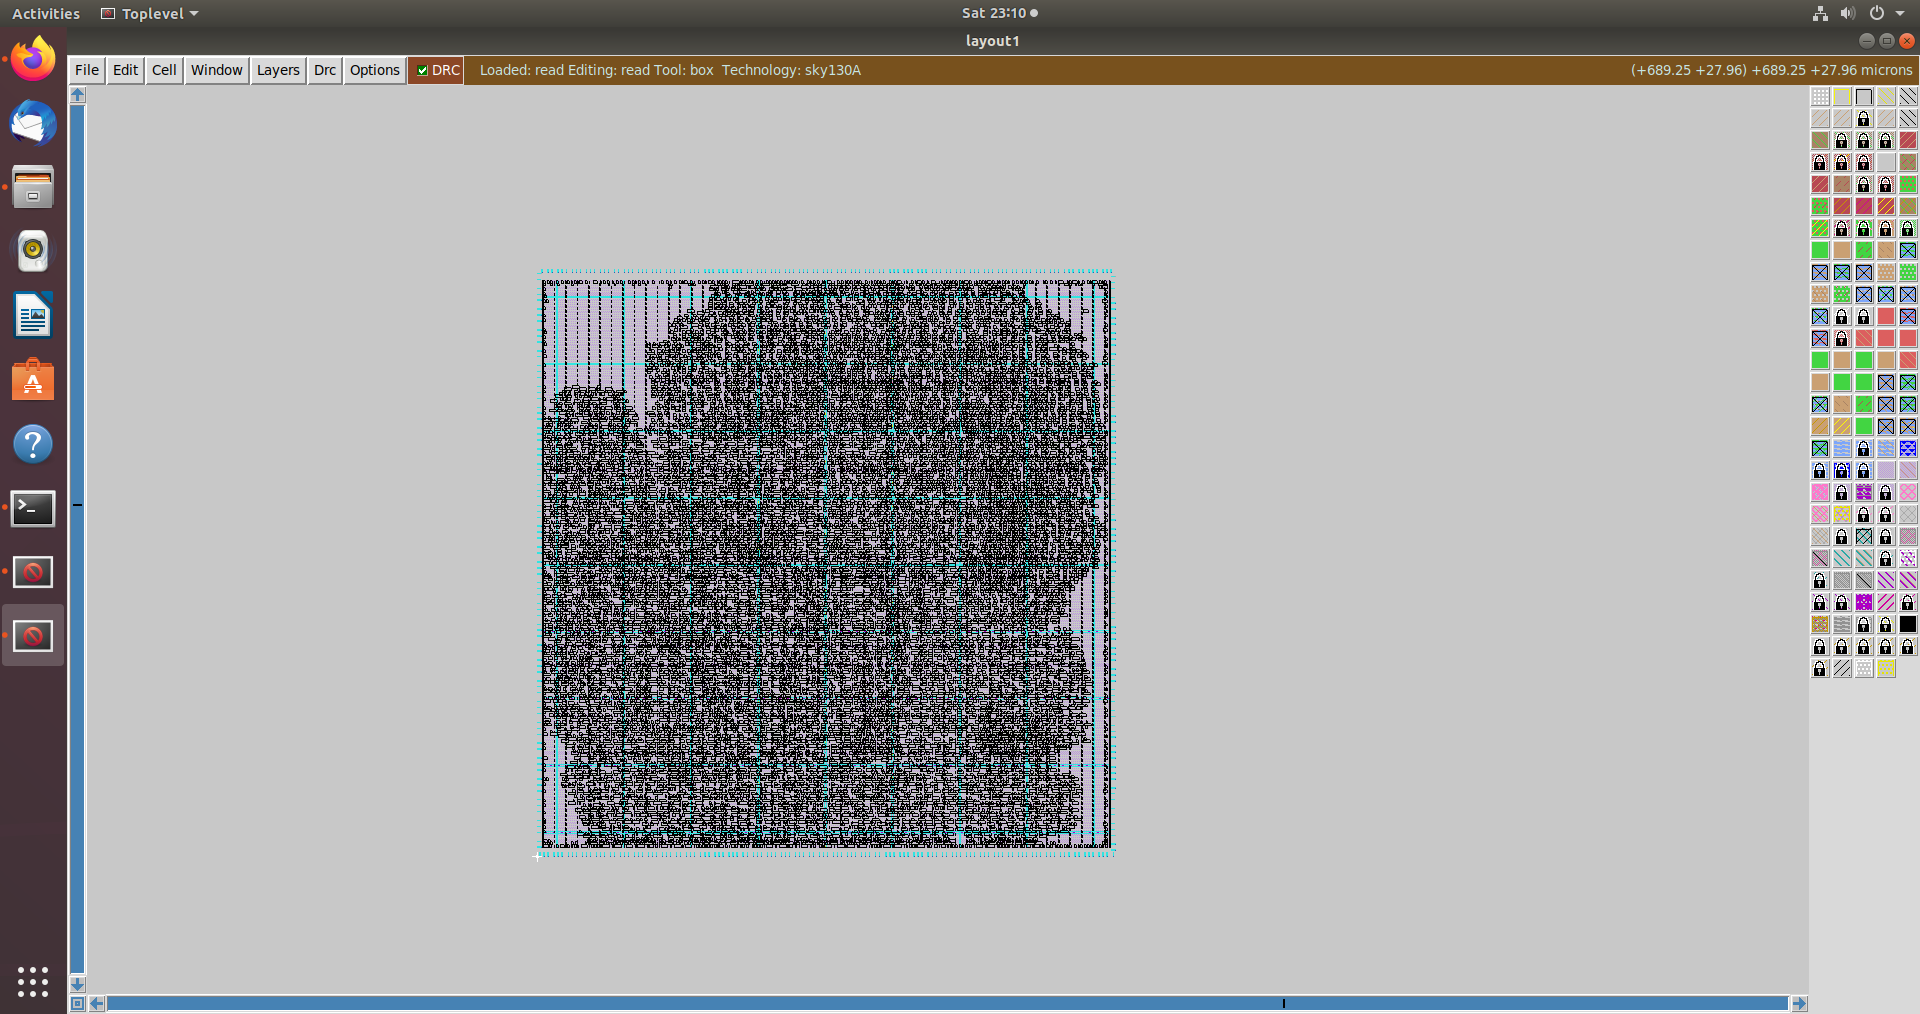 Activities Toplevel Sat 23:10
layout1
File Edit Cell Window Layers Drc Options DRC Loaded: read Editing: read Tool: box Technology: sky130A (+689.25 +27.96) +689.25 +27.96 microns